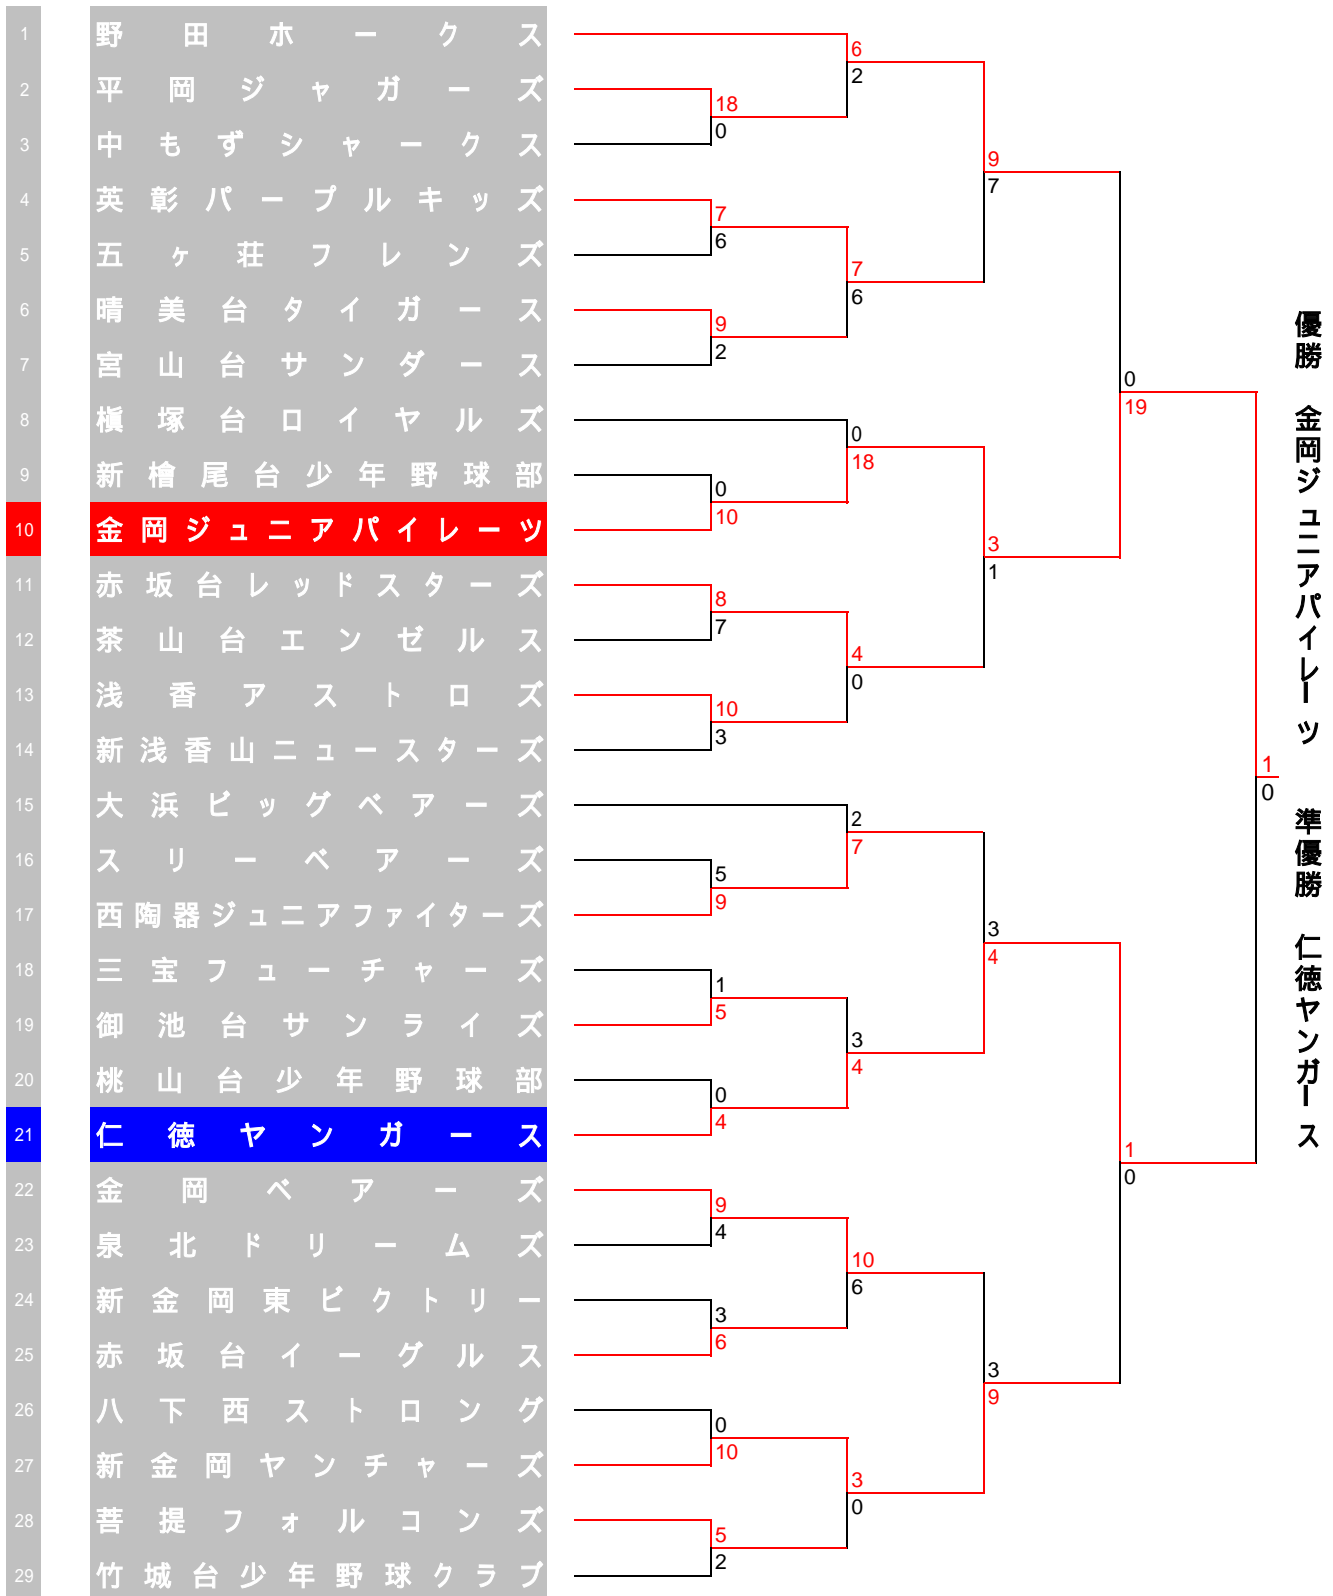 1 野田ホークス
2 平岡ジャガーズ
3 中もずシャークス
4 英彰パープルキッズ
5 五ヶ荘フレンズ
6 晴美台タイガース
7 宮山台サンダース
8 槇塚台ロイヤルズ
9 新檜尾台少年野球部
10 金岡ジュニアパイレーツ
11 赤坂台レッドスターズ
12 茶山台エンゼルス
13 浅香アストロズ
14 新浅香山ニュースターズ
15 大浜ビッグベアーズ
16 スリーベアーズ
17 西陶器ジュニアファイターズ
18 三宝フューチャーズ
19 御池台サンライズ
20 桃山台少年野球部
21 仁徳ヤンガース
22 金岡ベアーズ
23 泉北ドリームズ
24 新金岡東ビクトリー
25 赤坂台イーグルス
26 八下西ストロング
27 新金岡ヤンチャーズ
28 菩提フォルコンズ
29 竹城台少年野球クラブ
18
0
7
6
9
2
0
10
8
7
10
3
5
9
1
5
0
4
9
4
3
6
0
10
5
2
6
2
7
6
0
18
4
0
2
7
3
4
10
6
3
0
9
7
3
1
3
4
3
9
0
19
1
0
1
0
優勝 金岡ジュニアパイレーツ 準優勝 仁徳ヤンガース